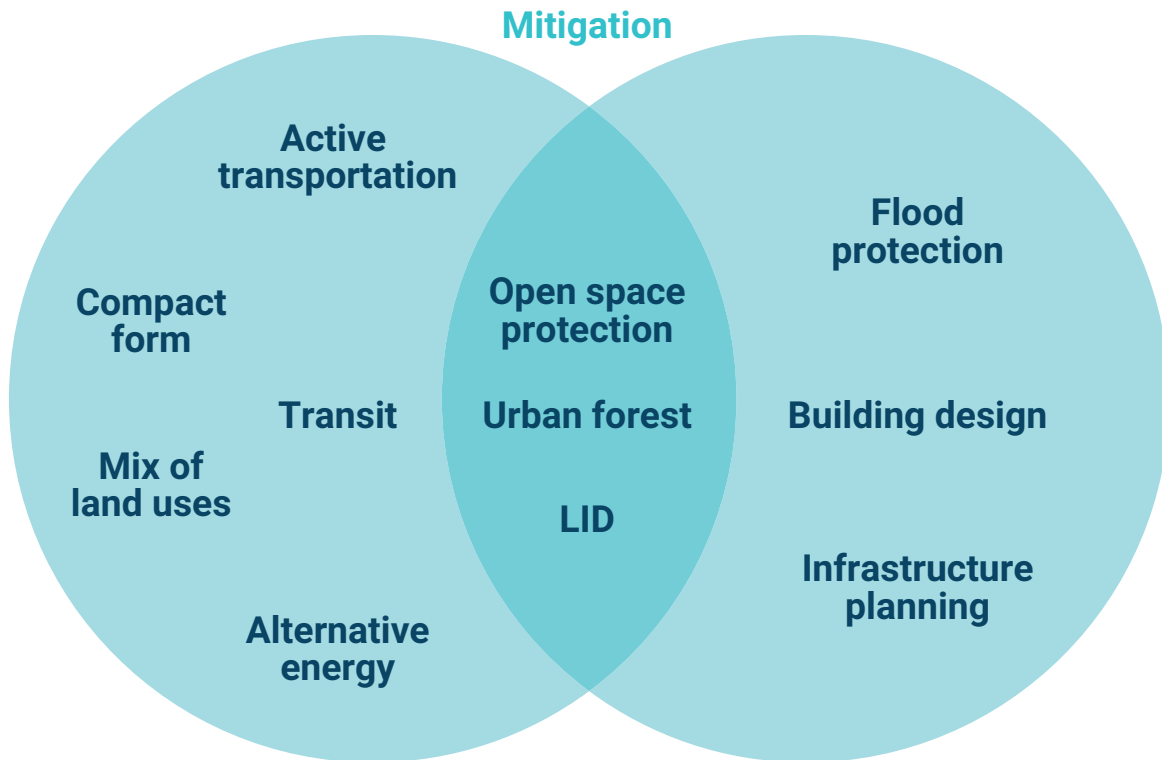 Mitigation
Active
transportation
Compact
form
Transit
Mix of
land uses
Alternative
energy
Open space
protection
Urban forest
LID
Flood
protection
Building design
Infrastructure
planning